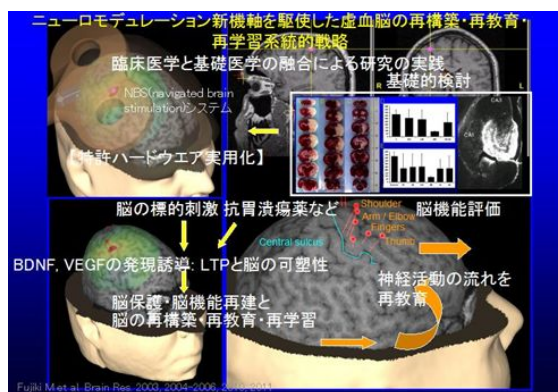 ニューロモデュレーション新機軸を駆使した虚血脳の再構築・再教育・
再学習系統的戦略
臨床医学と基礎医学の融合による研究の実践
NBS(navigated brain
stimulation)システム
基礎的検討
R
L
CA3
CA1
【特許ハードウエア実用化】
脳の標的刺激 抗胃潰瘍薬など
Shoulder
Arm / Elbow
Fingers
Thumb
脳機能評価
Central sulcus
BDNF, VEGFの発現誘導: LTPと脳の可塑性
神経活動の流れを
再教育
脳保護・脳機能再建と
脳の再構築・再教育・再学習
Fujiki M et al. Brain Res. 2003, 2004-2006, 2011